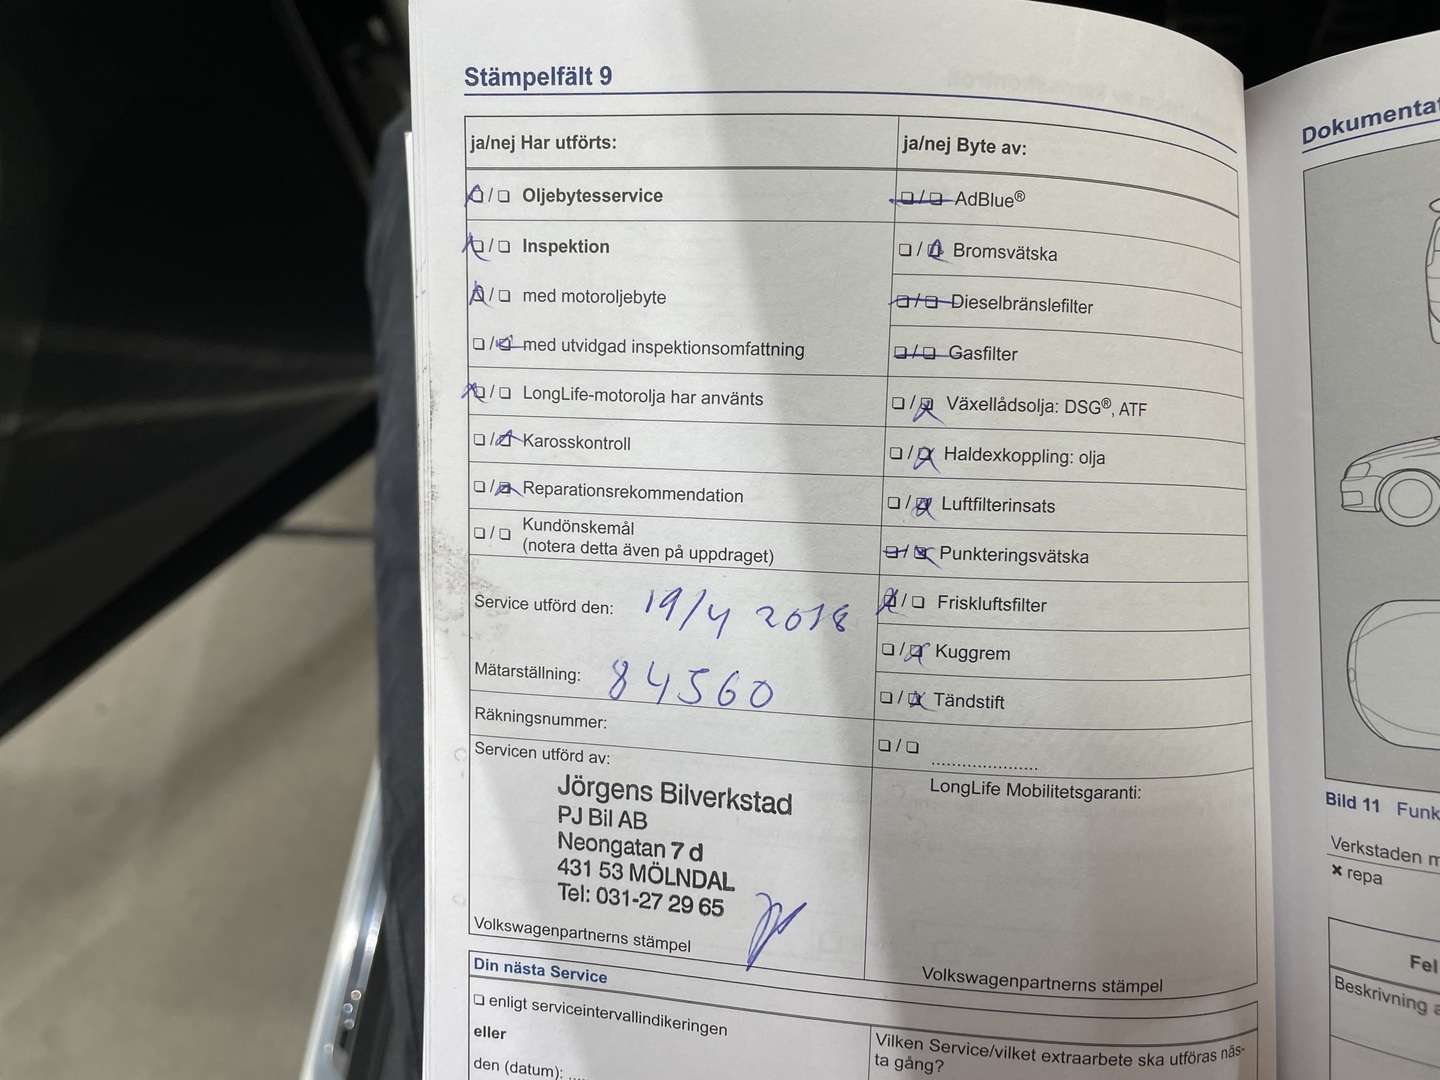 Stämpelfält 9
ja/nej Har utförts:
☒/☐ Oljebytesservice
☒/☐ Inspektion
☒/☐ med motoroljebyte
☐/☒ med utvidgad inspektionsomfattning
☒/☐ LongLife-motorolja har använts
☐/☒ Karosskontroll
☐/☒ Reparationsrekommendation
☐/☐ Kundönskemål
(notera detta även på uppdraget)
Service utförd den: 19/4 2018
Mätarställning: 84560
Räkningsnummer:
Servicen utförd av:
Jörgens Bilverkstad
PJ Bil AB
Neongatan 7 d
431 53 MÖLNDAL
Tel: 031-27 29 65
Volkswagenpartnerns stämpel
ja/nej Byte av:
☐/☐ AdBlue®
☐/☒ Bromsvätska
☐/☐ Dieselbränslefilter
☐/☐ Gasfilter
☐/☒ Växellådsolja: DSG®, ATF
☐/☒ Haldexkoppling: olja
☐/☒ Luftfilterinsats
☐/☒ Punkteringsvätska
☒/☐ Friskluftsfilter
☐/☒ Kuggrem
☐/☒ Tändstift
☐/☐ .....................
LongLife Mobilitetsgaranti:
Volkswagenpartnerns stämpel
Din nästa Service
☐ enligt serviceintervallindikeringen
eller
den (datum): ....
Vilken Service/vilket extraarbete ska utföras näs-
ta gång?
Dokumentat
Bild 11 Funk
Verkstaden m
× repa
Fel
Beskrivning a